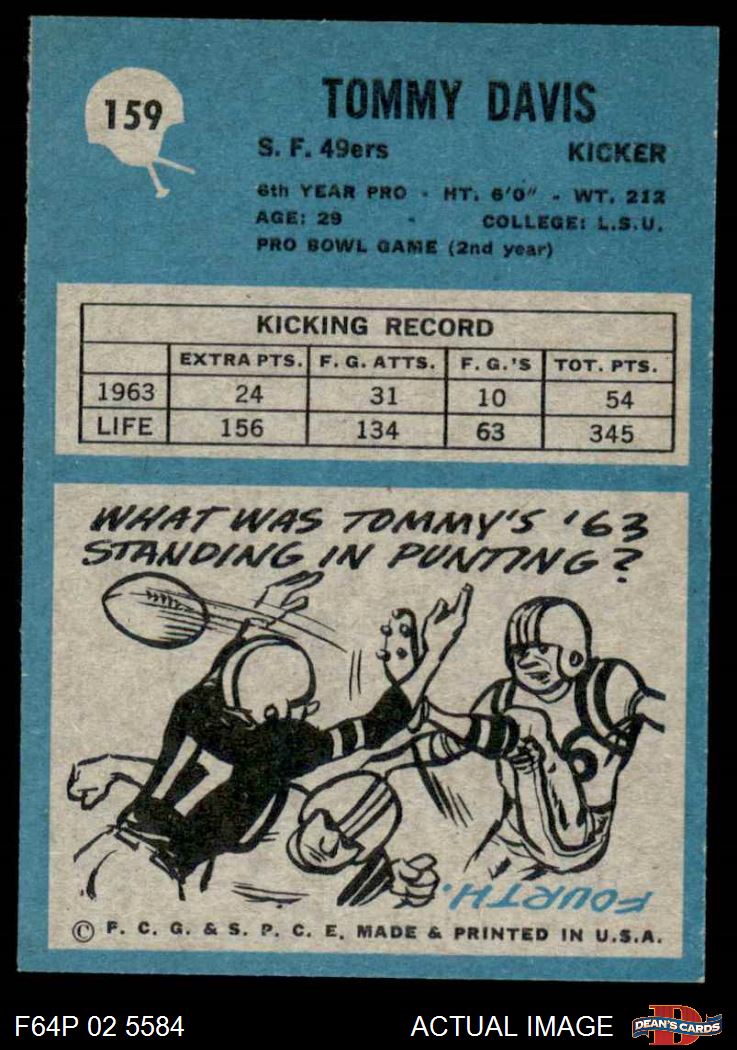 159
TOMMY DAVIS
S. F. 49ers KICKER
6th YEAR PRO - HT. 6'0" - WT. 212
AGE: 29 - COLLEGE: L.S.U.
PRO BOWL GAME (2nd year)
KICKING RECORD
EXTRA PTS. F. G. ATTS. F. G.'S TOT. PTS.
1963 24 31 10 54
LIFE 156 134 63 345
WHAT WAS TOMMY'S '63
STANDING IN PUNTING?
17
FOURTH.
© F. C. G. & S. P. C. E. MADE & PRINTED IN U.S.A.
F64P 02 5584 ACTUAL IMAGE DEAN'S CARDS